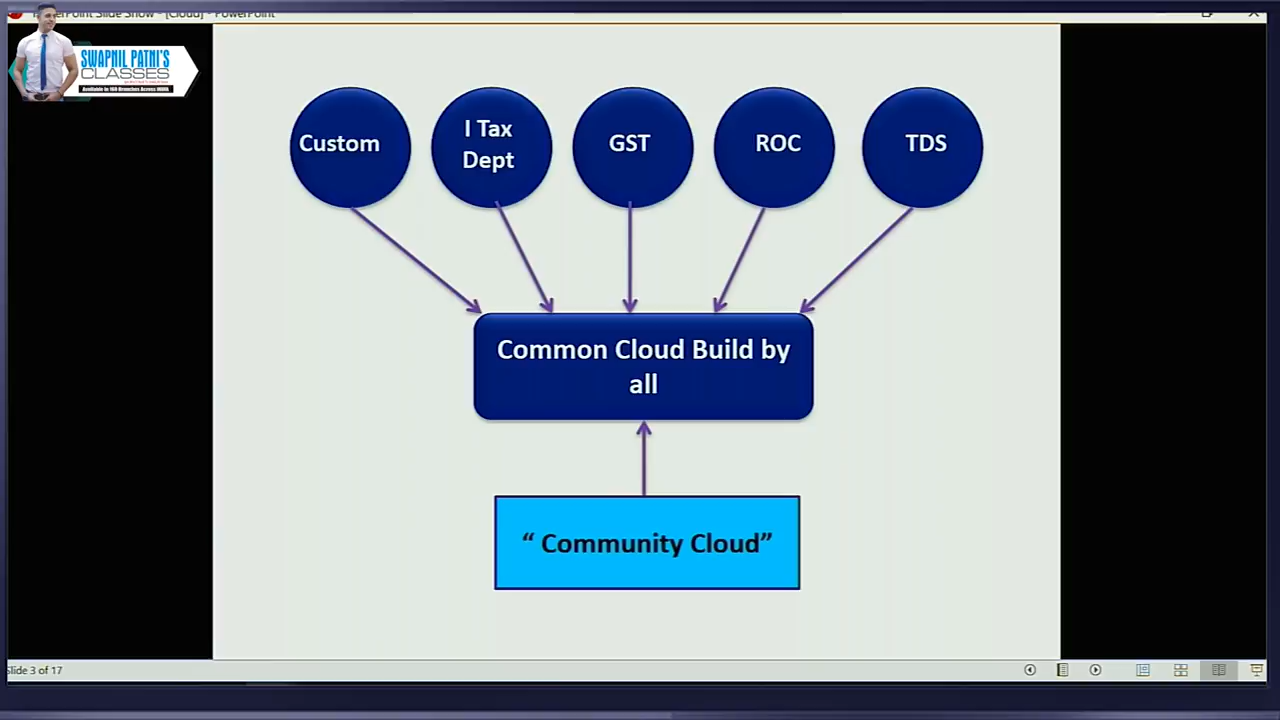 PowerPoint Slide Show - [Cloud] - PowerPoint
SWAPNIL PATNI'S
CLASSES
Available in 160 Branches Across INDIA
Custom
I Tax
Dept
GST
ROC
TDS
Common Cloud Build by
all
“ Community Cloud”
Slide 3 of 17